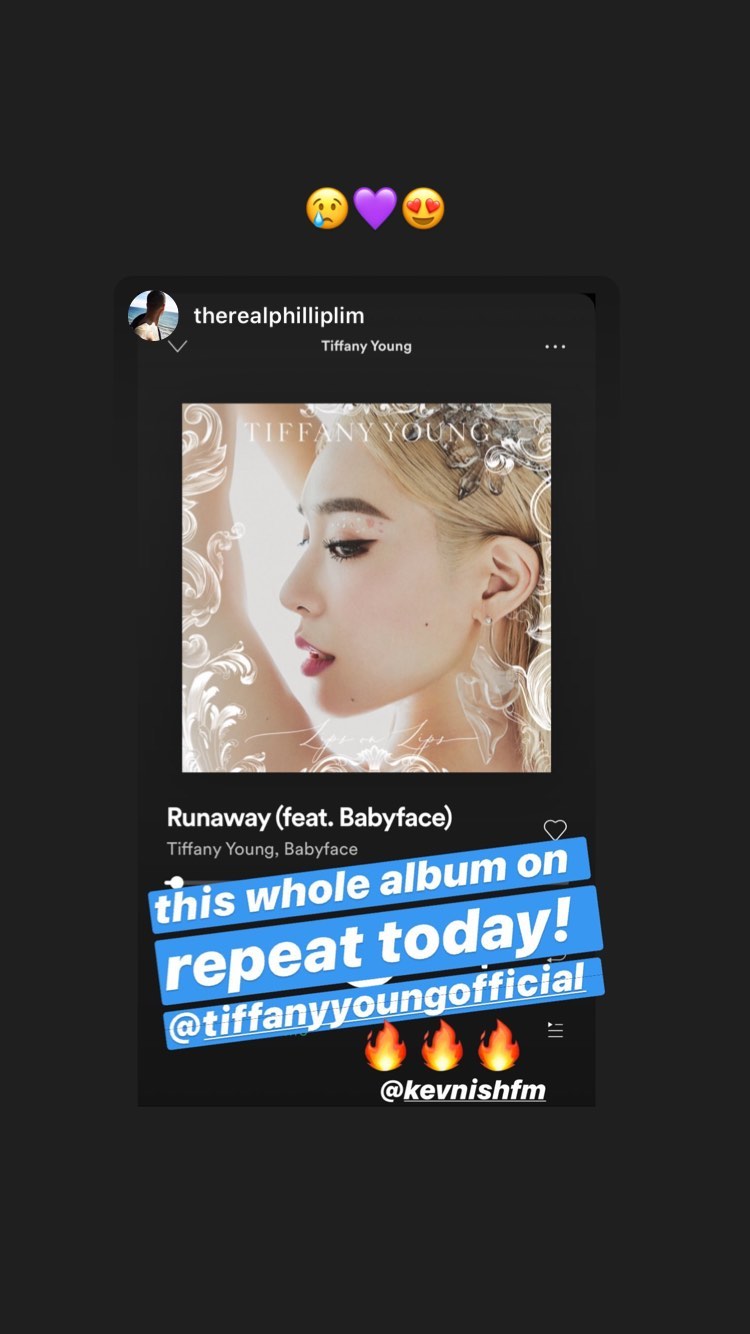 😢💜😍
therealphilliplim
Tiffany Young
TIFFANY YOUNG
Lips on Lips
Runaway (feat. Babyface)
Tiffany Young, Babyface
this whole album on
repeat today!
@tiffanyyoungofficial
🔥🔥🔥
@kevnishfm